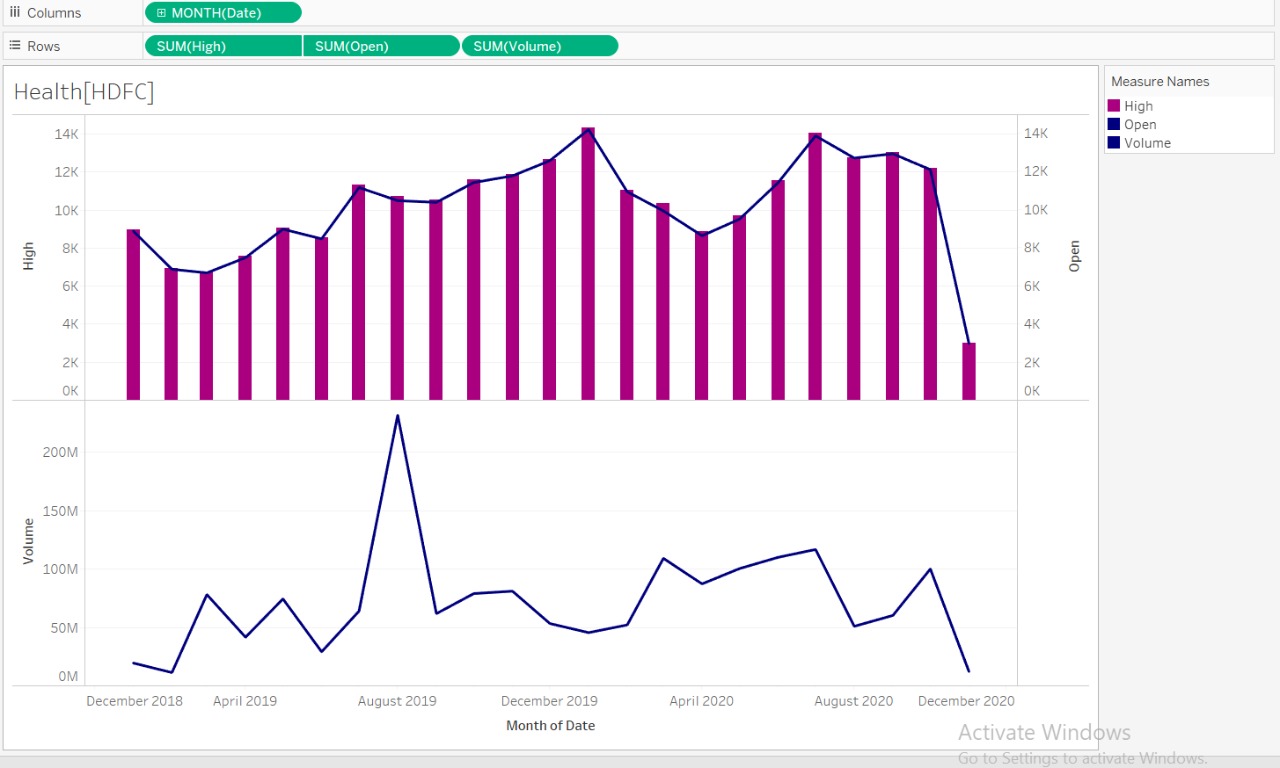 Columns
MONTH(Date)
Rows
SUM(High)
SUM(Open)
SUM(Volume)
Health[HDFC]
14K
12K
10K
8K
6K
4K
2K
0K
High
14K
12K
10K
8K
6K
4K
2K
0K
Open
200M
150M
100M
50M
0M
Volume
December 2018
April 2019
August 2019
December 2019
April 2020
August 2020
December 2020
Month of Date
Measure Names
High
Open
Volume
Activate Windows
Go to Settings to activate Windows.